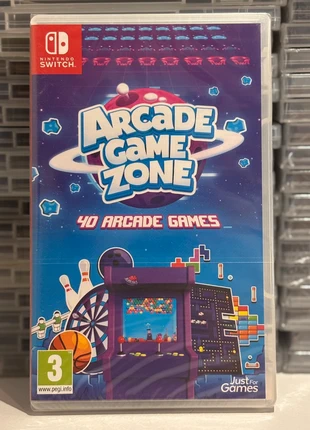 NINTENDO
SWITCH
ARCADE
GAME
ZONE
40 ARCADE GAMES
3
www.pegi.info
Just For
Games